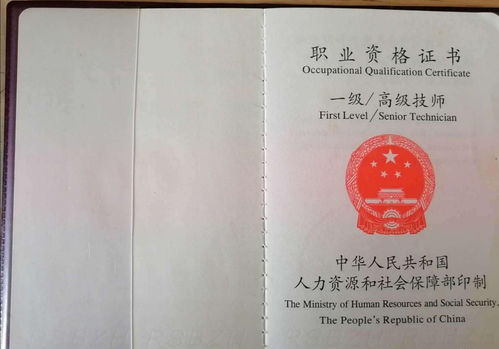 职业资格证书
Occupational Qualification Certificate
一级/高级技师
First Level/Senior Technician
中华人民共和国
人力资源和社会保障部印制
The Ministry of Human Resources and Social Security,
The People's Republic of China